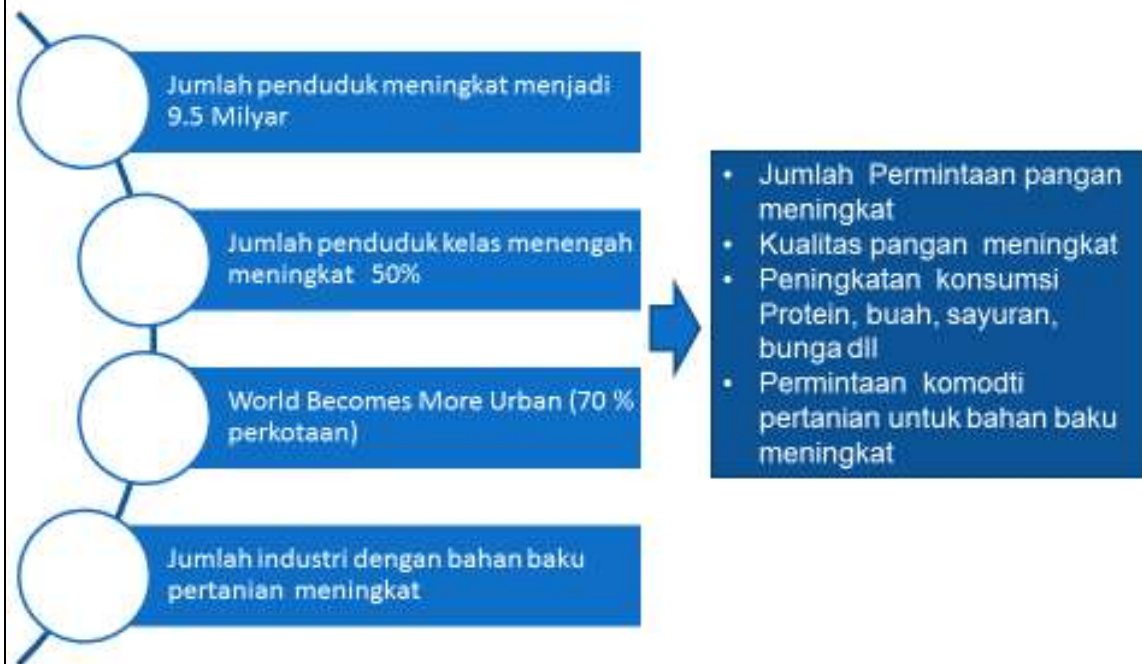 Jumlah penduduk meningkat menjadi
9.5 Milyar
Jumlah penduduk kelas menengah
meningkat 50%
World Becomes More Urban (70 %
perkotaan)
Jumlah industri dengan bahan baku
pertanian meningkat
• Jumlah Permintaan pangan
meningkat
• Kualitas pangan meningkat
• Peningkatan konsumsi
Protein, buah, sayuran,
bunga dll
• Permintaan komodti
pertanian untuk bahan baku
meningkat